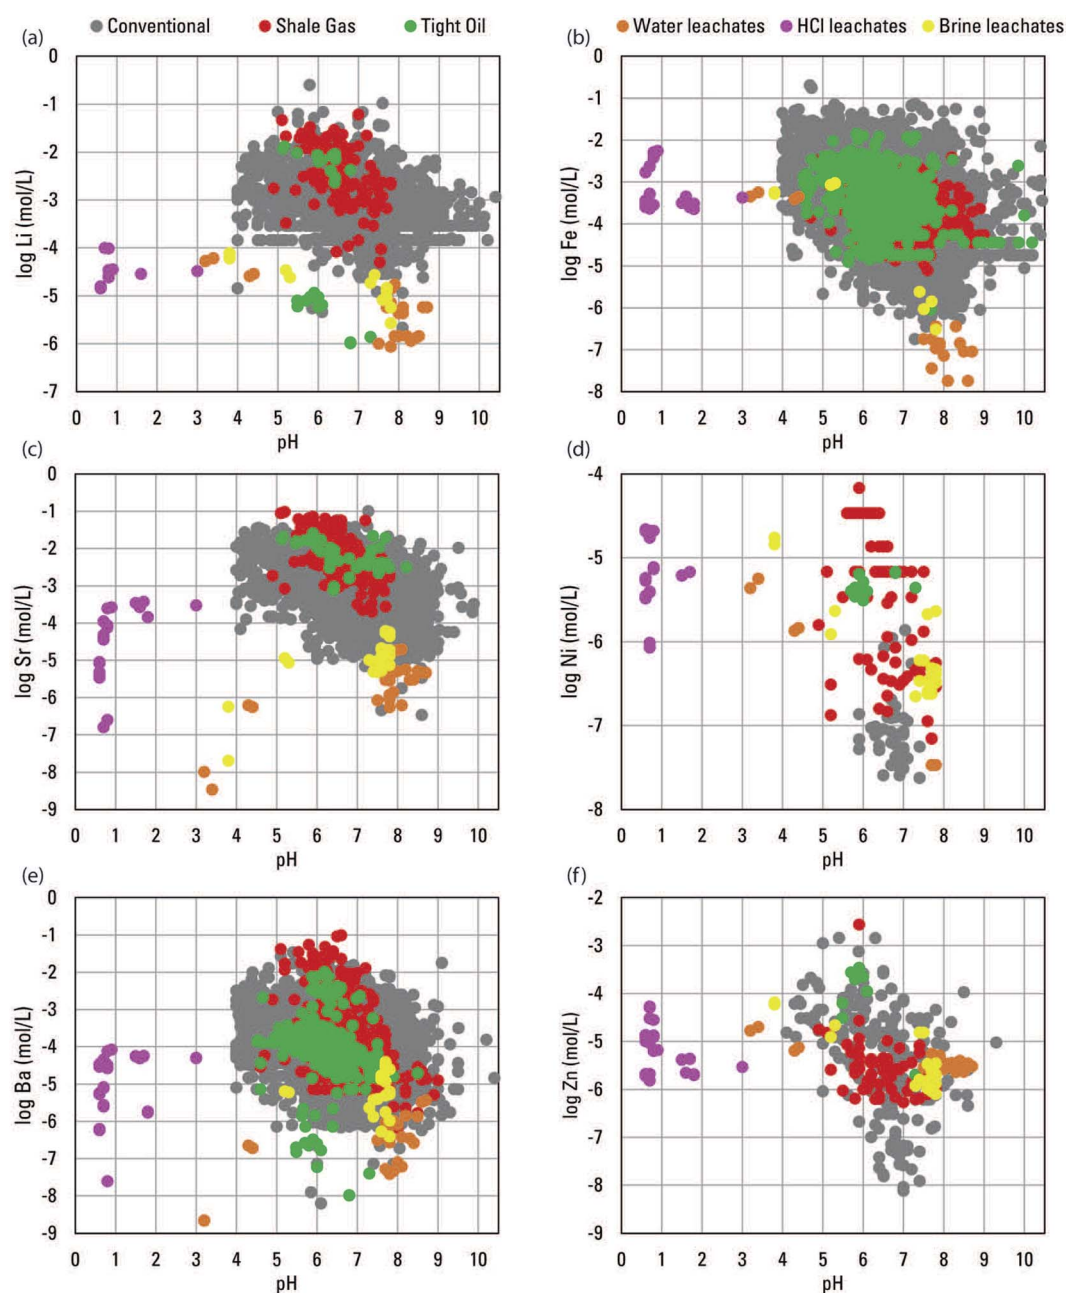 Conventional Shale Gas Tight Oil Water leachates HCl leachates Brine leachates
(a) (b)
log Li (mol/L)
0
-1
-2
-3
-4
-5
-6
-7
0 1 2 3 4 5 6 7 8 9 10
pH
log Fe (mol/L)
0
-1
-2
-3
-4
-5
-6
-7
-8
0 1 2 3 4 5 6 7 8 9 10
pH
(c) (d)
log Sr (mol/L)
0
-1
-2
-3
-4
-5
-6
-7
-8
-9
0 1 2 3 4 5 6 7 8 9 10
pH
log Ni (mol/L)
-4
-5
-6
-7
-8
0 1 2 3 4 5 6 7 8 9 10
pH
(e) (f)
log Ba (mol/L)
0
-1
-2
-3
-4
-5
-6
-7
-8
-9
0 1 2 3 4 5 6 7 8 9 10
pH
log Zn (mol/L)
-2
-3
-4
-5
-6
-7
-8
-9
0 1 2 3 4 5 6 7 8 9 10
pH